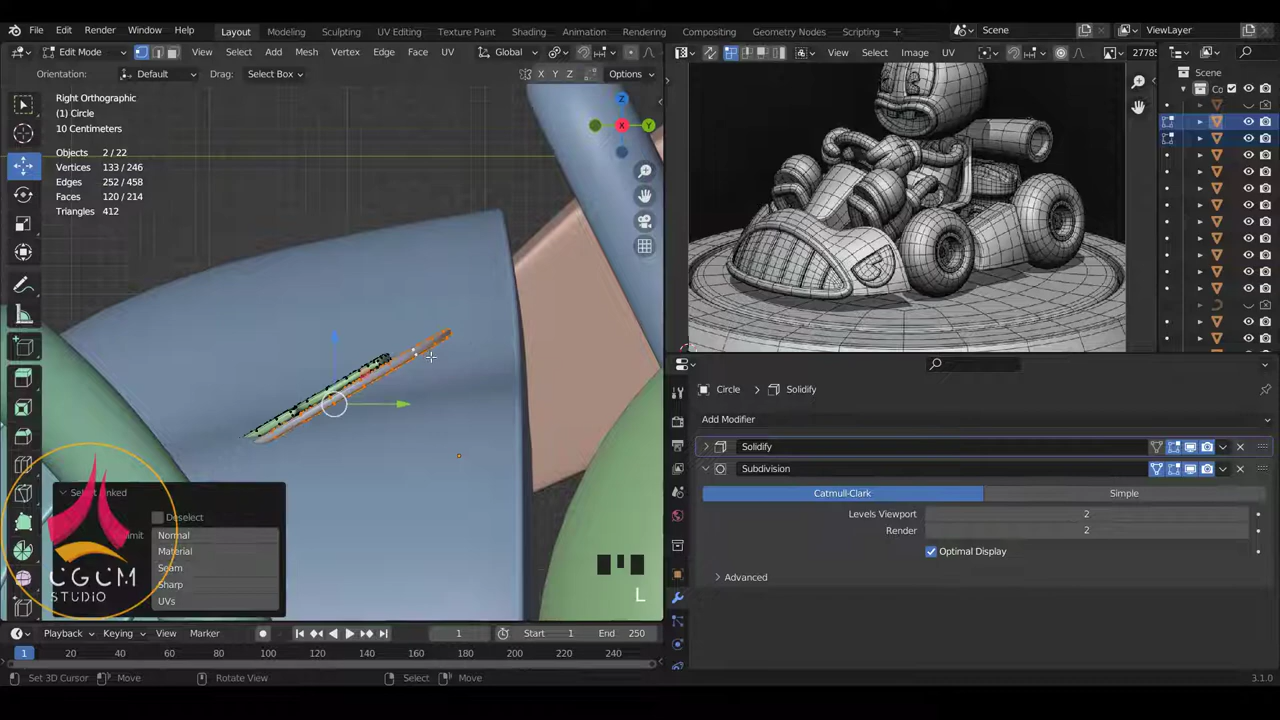 File Edit Render Window Help Layout Modeling Sculpting UV Editing Texture Paint Shading Animation Rendering Compositing Geometry Nodes Scripting Scene ViewLayer
Edit Mode View Select Add Mesh Vertex Edge Face UV Global View Select Image UV 2778
Orientation: Default Drag: Select Box X Y Z Options
Scene
Co
Right Orthographic
(1) Circle
10 Centimeters
Objects 2 / 22
Vertices 133 / 246
Edges 252 / 458
Faces 120 / 214
Triangles 412
Z
X
Y
Circle Solidify
Add Modifier
Solidify
Subdivision
Catmull-Clark Simple
Levels Viewport 2
Render 2
Optimal Display
Advanced
Select Linked
Deselect
Normal
Material
Seam
Sharp
UVs
CGCM
STUDIO
L
Playback Keying View Marker 1 Start 1 End 250
1 20 40 60 80 100 120 140 160 180 200 220 240
Set 3D Cursor Move Rotate View Select Move 3.1.0